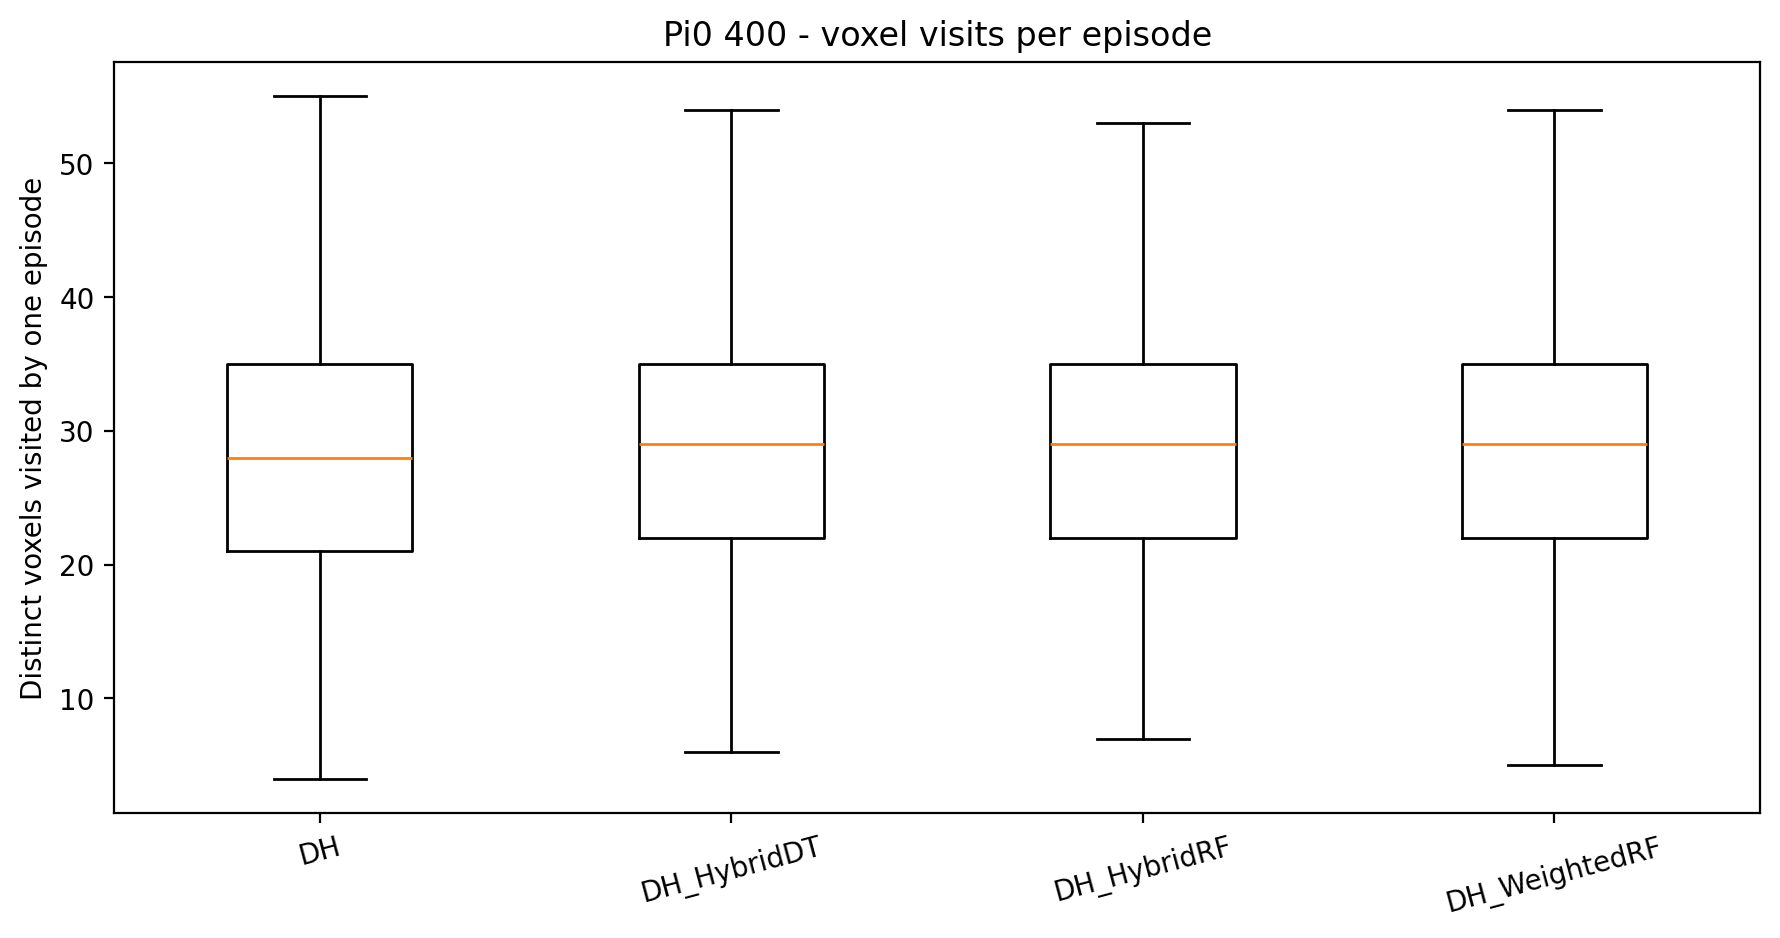 Pi0 400 - voxel visits per episode
Distinct voxels visited by one episode
50
40
30
20
10
DH
DH_HybridDT
DH_HybridRF
DH_WeightedRF